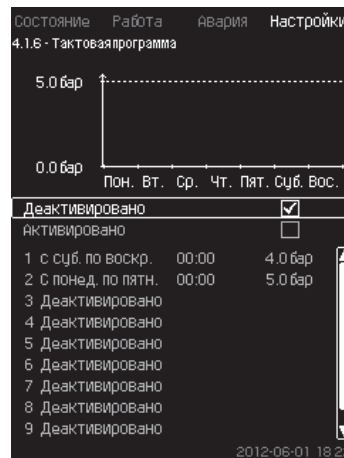 Состояние Работа Авария Настройки
4.1.6 - Тактовая программа
5.0 бар
0.0 бар
Пон. Вт. Ср. Чт. Пят. Суб. Вос.
Деактивировано
Активировано
1 с суб. по воскр. 00:00 4.0 бар
2 С понед. по пятн. 00:00 5.0 бар
3 Деактивировано
4 Деактивировано
5 Деактивировано
6 Деактивировано
7 Деактивировано
8 Деактивировано
9 Деактивировано
2012-06-01